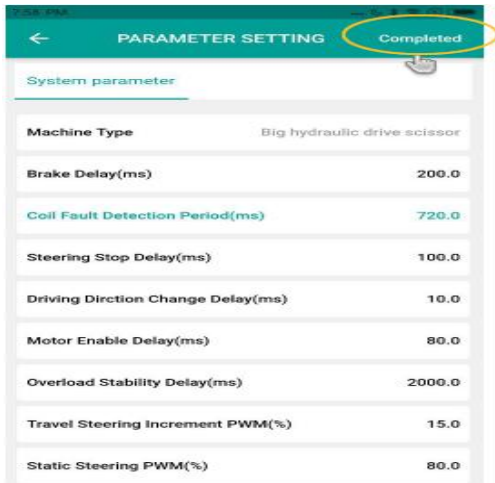 7:58 PM
PARAMETER SETTING Completed
System parameter
Machine Type Big hydraulic drive scissor
Brake Delay(ms) 200.0
Coil Fault Detection Period(ms) 720.0
Steering Stop Delay(ms) 100.0
Driving Dirction Change Delay(ms) 10.0
Motor Enable Delay(ms) 80.0
Overload Stability Delay(ms) 2000.0
Travel Steering Increment PWM(%) 15.0
Static Steering PWM(%) 80.0